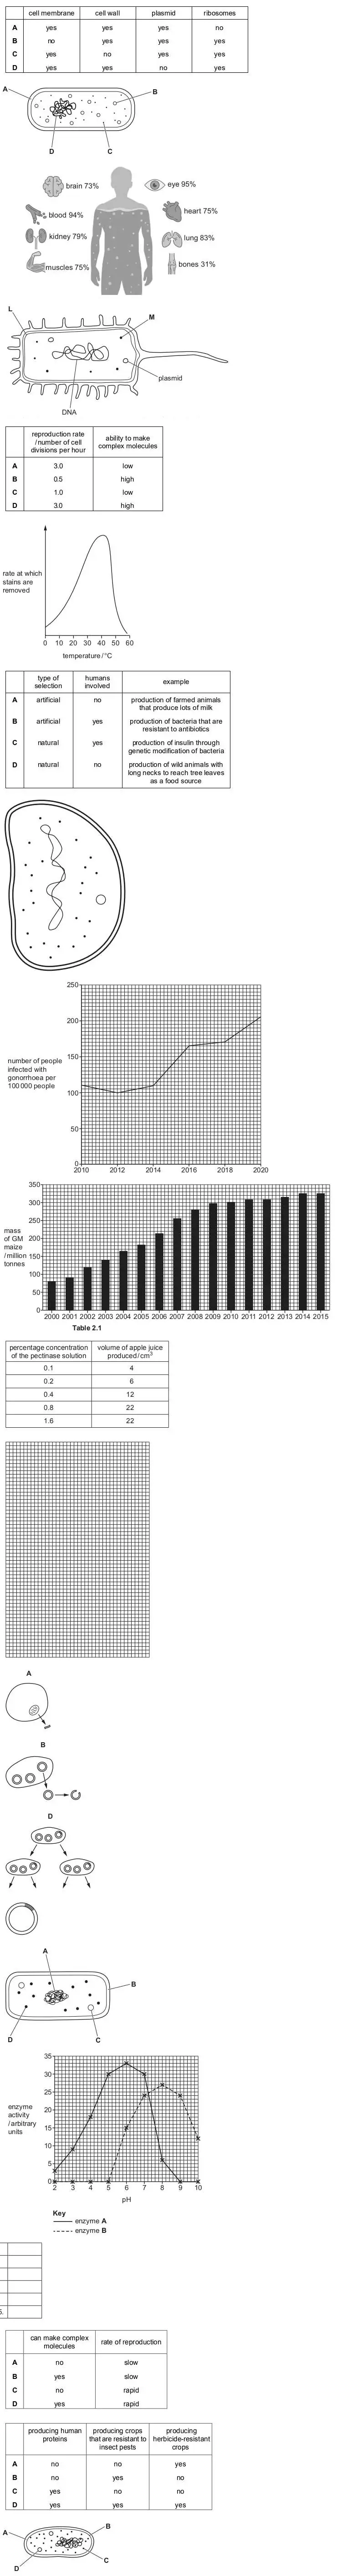 cell membrane cell wall plasmid ribosomes
A yes yes yes no
B no yes yes yes
C yes no yes yes
D yes yes no yes
A
B
D
C
brain 73%
eye 95%
blood 94%
heart 75%
kidney 79%
lung 83%
muscles 75%
bones 31%
L
M
plasmid
DNA
reproduction rate
/number of cell
divisions per hour
ability to make
complex molecules
A 3.0 low
B 0.5 high
C 1.0 low
D 3.0 high
rate at which
stains are
removed
0 10 20 30 40 50 60
temperature/°C
type of
selection
humans
involved
example
A artificial no production of farmed animals
that produce lots of milk
B artificial yes production of bacteria that are
resistant to antibiotics
C natural yes production of insulin through
genetic modification of bacteria
D natural no production of wild animals with
long necks to reach tree leaves
as a food source
250
200
150
100
50
0
number of people
infected with
gonorrhoea per
100 000 people
2010 2012 2014 2016 2018 2020
350
300
250
200
150
100
50
0
mass
of GM
maize
/million
tonnes
2000 2001 2002 2003 2004 2005 2006 2007 2008 2009 2010 2011 2012 2013 2014 2015
Table 2.1
percentage concentration
of the pectinase solution
volume of apple juice
produced/cm³
0.1 4
0.2 6
0.4 12
0.8 22
1.6 22
A
B
D
A
B
D
C
35
30
25
20
15
10
5
0
enzyme
activity
/arbitrary
units
2 3 4 5 6 7 8 9 10
pH
Key
enzyme A
enzyme B
5.
can make complex
molecules
rate of reproduction
A no slow
B yes slow
C no rapid
D yes rapid
producing human
proteins
producing crops
that are resistant to
insect pests
producing
herbicide-resistant
crops
A no no yes
B no yes no
C yes no no
D yes yes yes
A
B
C
D